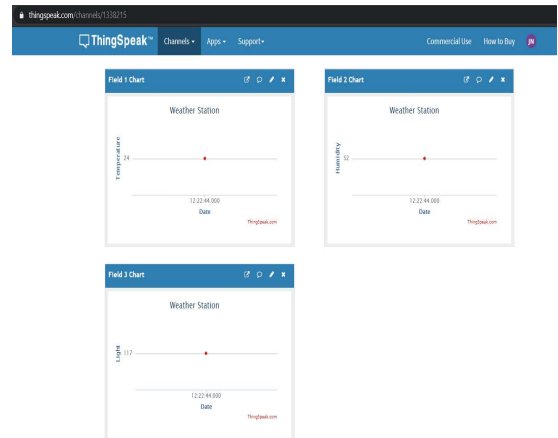 thingspeak.com/channels/1338215
ThingSpeak™ Channels Apps Support Commercial Use How to Buy JN
Field 1 Chart
Weather Station
Temperature
24
12:22:44.000
Date
ThingSpeak.com
Field 2 Chart
Weather Station
Humidity
52
12:22:44.000
Date
ThingSpeak.com
Field 3 Chart
Weather Station
Light
117
12:22:44.000
Date
ThingSpeak.com